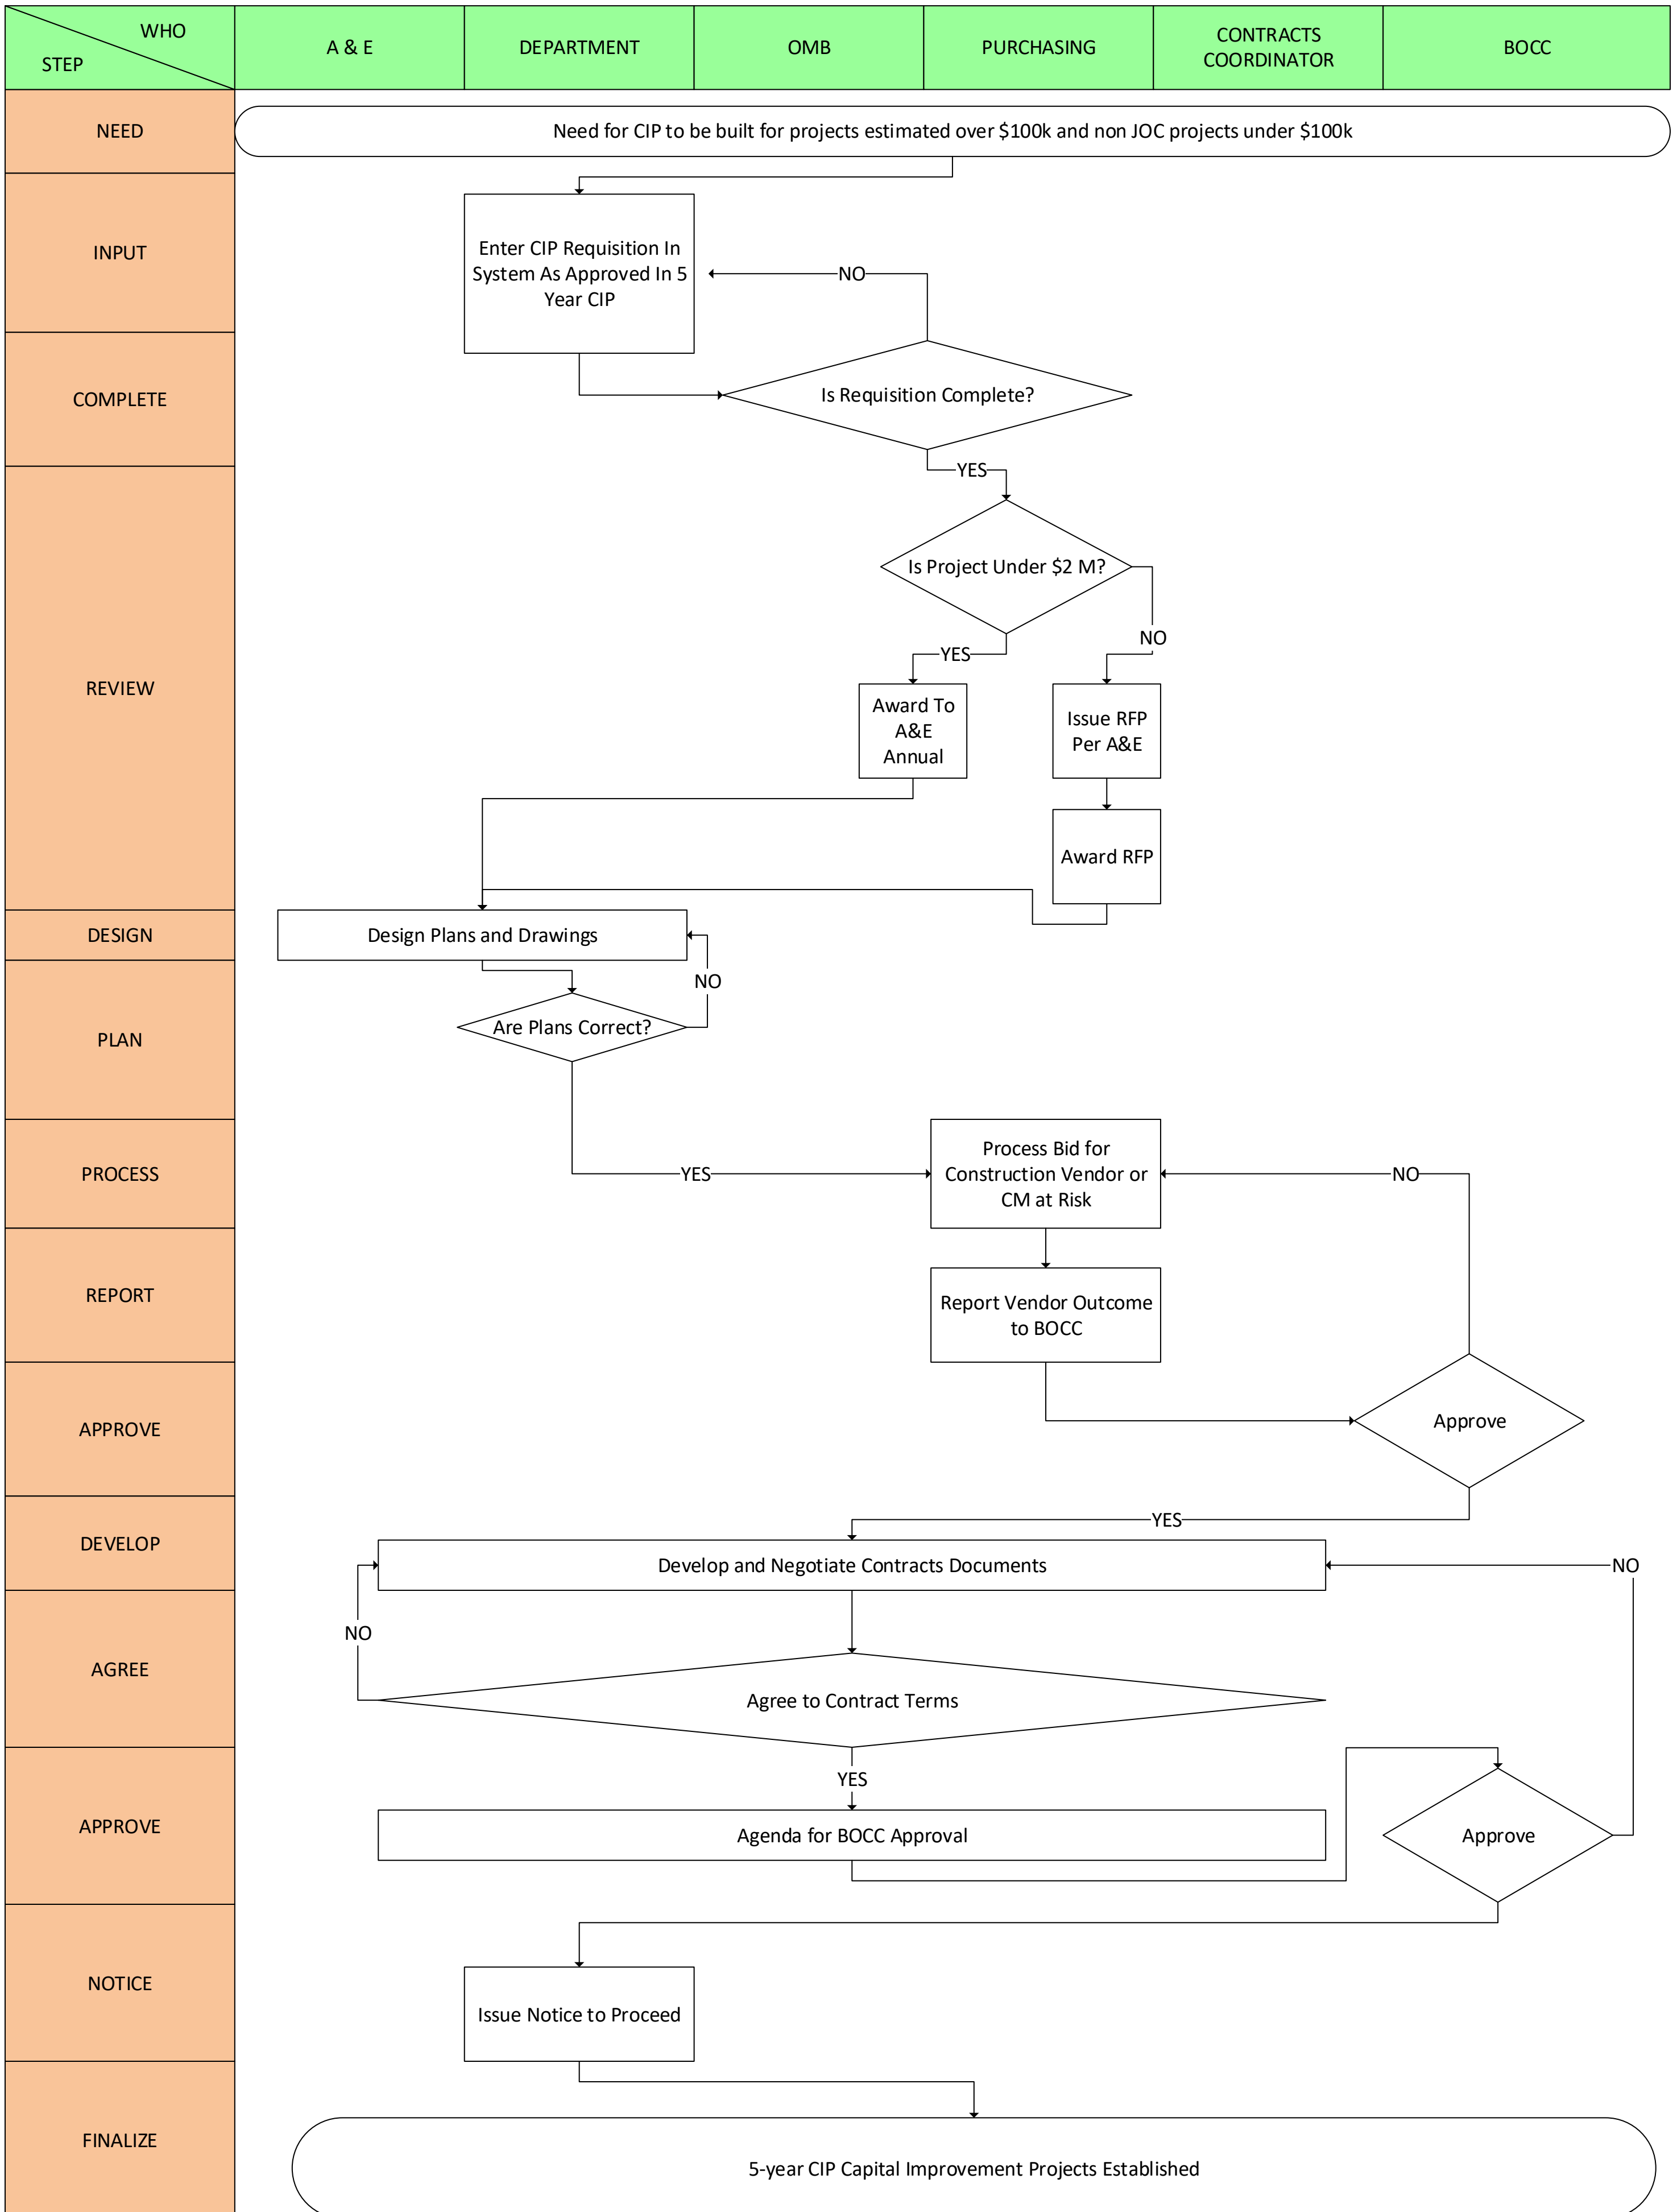 WHO
STEP
A & E
DEPARTMENT
OMB
PURCHASING
CONTRACTS
COORDINATOR
BOCC
NEED
Need for CIP to be built for projects estimated over $100k and non JOC projects under $100k
INPUT
Enter CIP Requisition In
System As Approved In 5
Year CIP
NO
COMPLETE
Is Requisition Complete?
YES
REVIEW
Is Project Under $2 M?
NO
YES
Award To
A&E
Annual
Issue RFP
Per A&E
Award RFP
DESIGN
Design Plans and Drawings
NO
PLAN
Are Plans Correct?
PROCESS
YES
Process Bid for
Construction Vendor or
CM at Risk
NO
REPORT
Report Vendor Outcome
to BOCC
APPROVE
Approve
YES
DEVELOP
Develop and Negotiate Contracts Documents
NO
NO
AGREE
Agree to Contract Terms
YES
APPROVE
Agenda for BOCC Approval
Approve
NOTICE
Issue Notice to Proceed
FINALIZE
5-year CIP Capital Improvement Projects Established